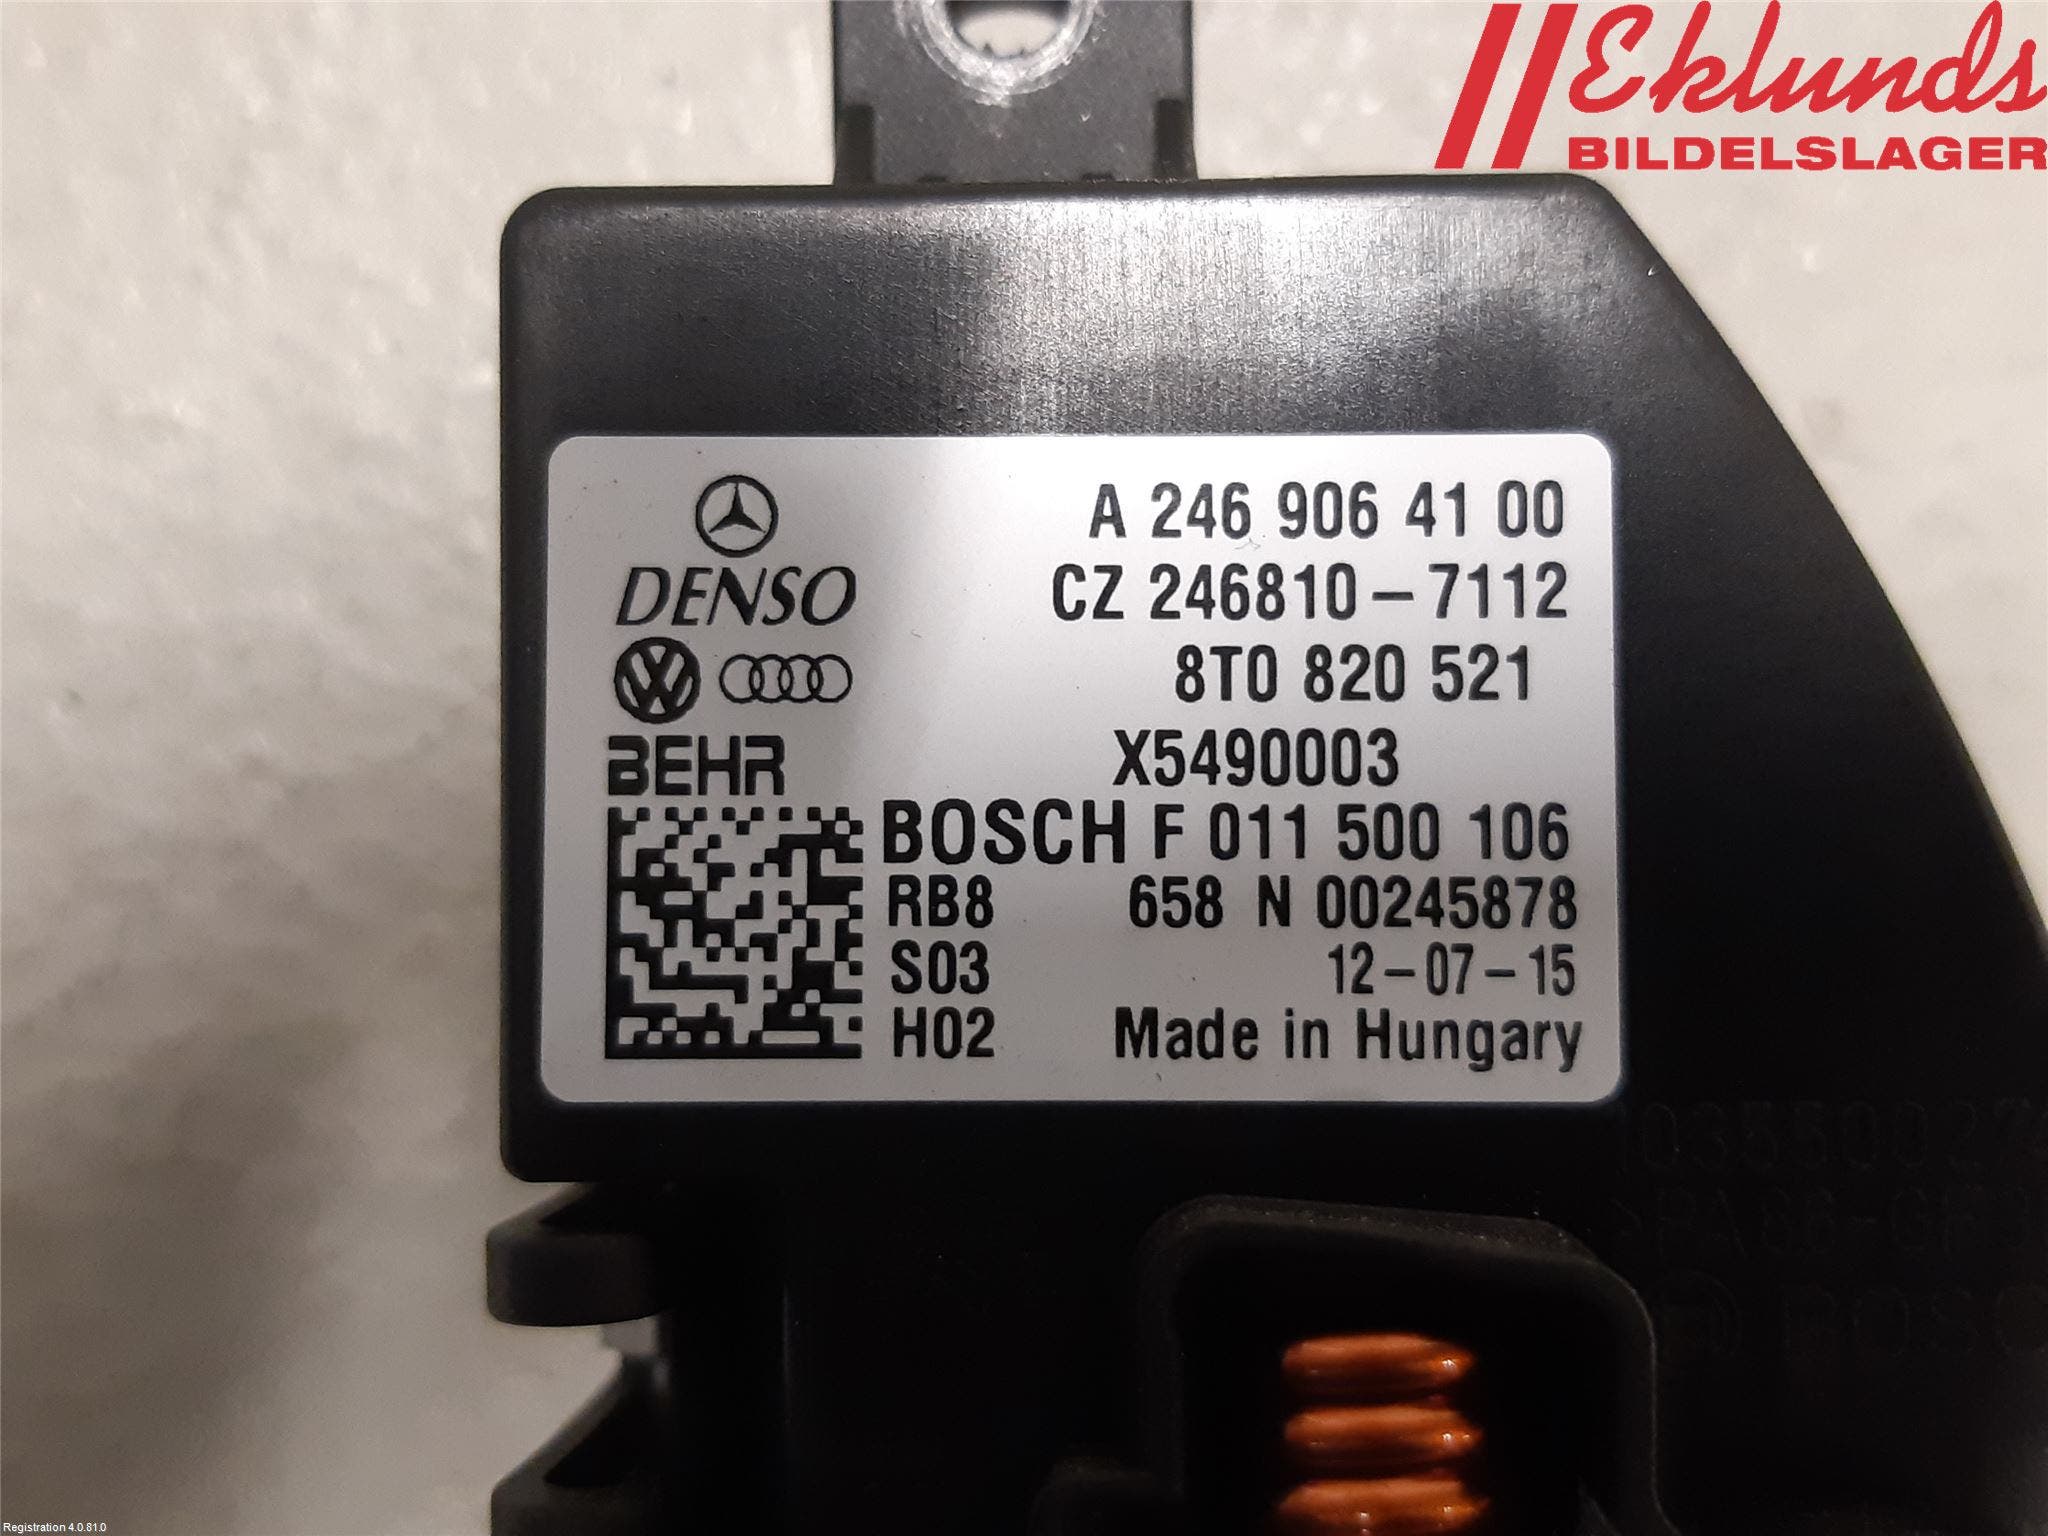 Eklunds
BILDELSLAGER
A 246 906 41 00
DENSO CZ 246810-7112
8T0 820 521
BEHR X5490003
BOSCH F 011 500 106
RB8 658 N 00245878
S03 12-07-15
H02 Made in Hungary
Registration 4.0.81.0